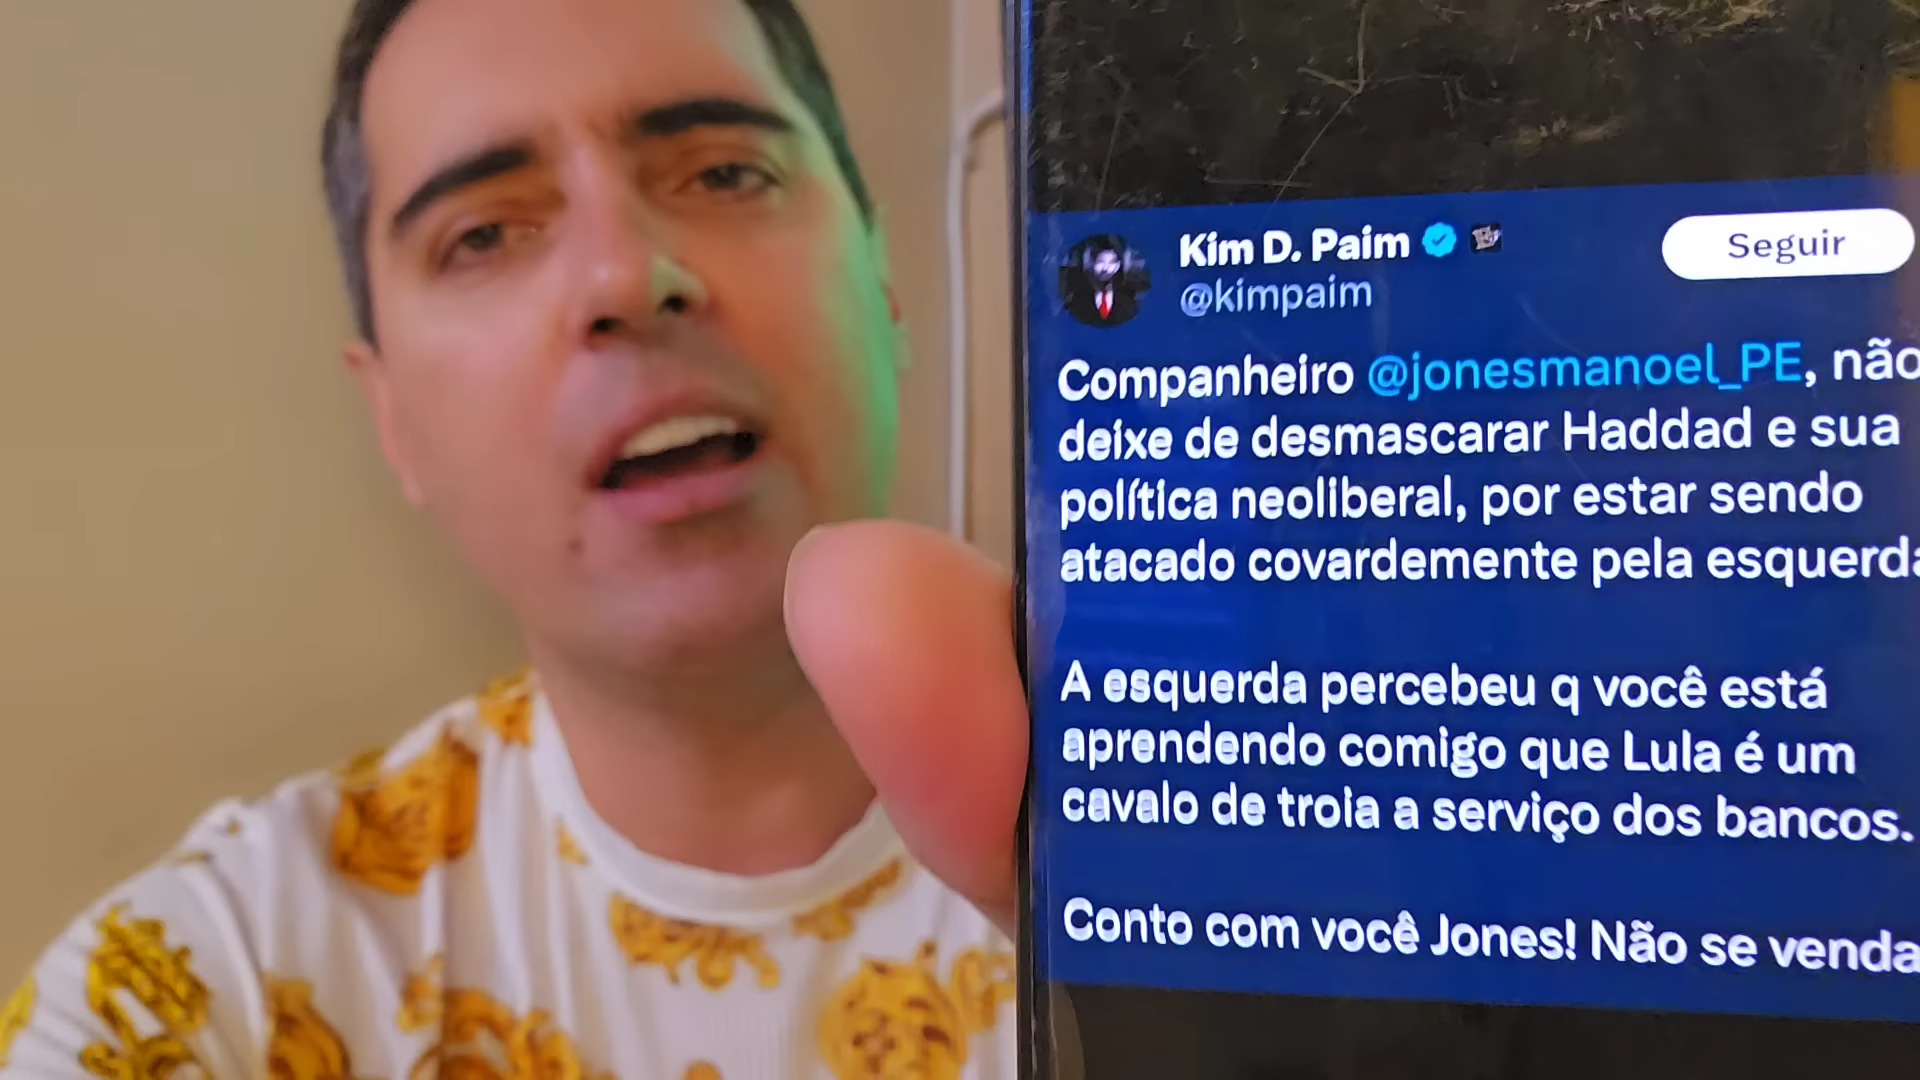 Kim D. Paim
Seguir
@kimpaim
Companheiro @jonesmanoel_PE, não
deixe de desmascarar Haddad e sua
política neoliberal, por estar sendo
atacado covardemente pela esquerda
A esquerda percebeu q você está
aprendendo comigo que Lula é um
cavalo de troia a serviço dos bancos.
Conto com você Jones! Não se venda